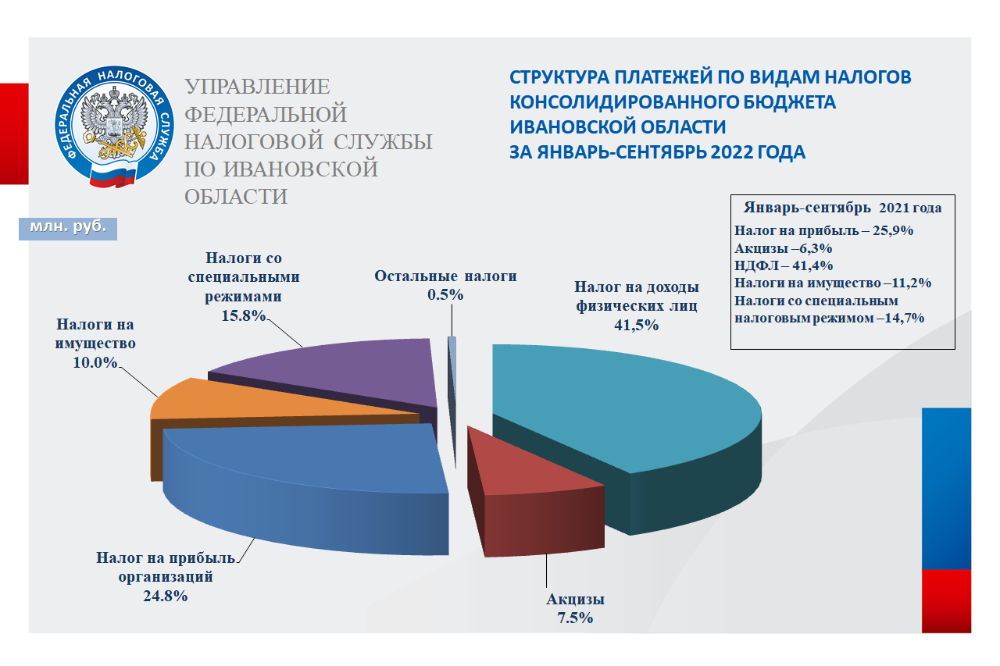 ФЕДЕРАЛЬНАЯ НАЛОГОВАЯ СЛУЖБА
УПРАВЛЕНИЕ
ФЕДЕРАЛЬНОЙ
НАЛОГОВОЙ СЛУЖБЫ
ПО ИВАНОВСКОЙ
ОБЛАСТИ
СТРУКТУРА ПЛАТЕЖЕЙ ПО ВИДАМ НАЛОГОВ
КОНСОЛИДИРОВАННОГО БЮДЖЕТА
ИВАНОВСКОЙ ОБЛАСТИ
ЗА ЯНВАРЬ-СЕНТЯБРЬ 2022 ГОДА
млн. руб.
Январь-сентябрь 2021 года
Налог на прибыль – 25,9%
Акцизы –6,3%
НДФЛ – 41,4%
Налоги на имущество –11,2%
Налоги со специальным
налоговым режимом –14,7%
Налоги со
специальными
режимами
15.8%
Остальные налоги
0.5%
Налог на доходы
физических лиц
41,5%
Налоги на
имущество
10.0%
Налог на прибыль
организаций
24.8%
Акцизы
7.5%